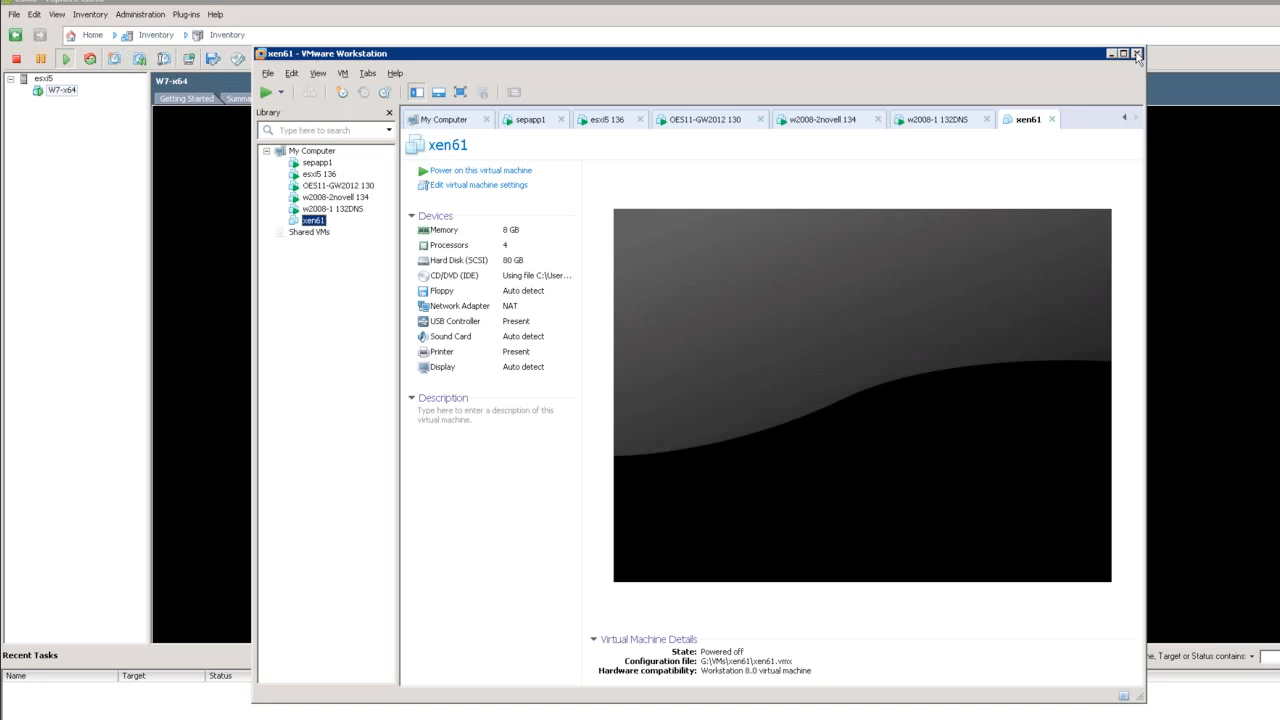 File Edit View Inventory Administration Plug-ins Help
Home Inventory Inventory
esxi5
W7-x64
W7-x64
Getting Started Summa
xen61 - VMware Workstation
File Edit View VM Tabs Help
Library
Type here to search
My Computer
sepapp1
esxi5 136
OES11-GW2012 130
w2008-2novell 134
w2008-1 132DNS
xen61
Shared VMs
My Computer sepapp1 esxi5 136 OES11-GW2012 130 w2008-2novell 134 w2008-1 132DNS xen61
xen61
Power on this virtual machine
Edit virtual machine settings
Devices
Memory 8 GB
Processors 4
Hard Disk (SCSI) 80 GB
CD/DVD (IDE) Using file C:\User...
Floppy Auto detect
Network Adapter NAT
USB Controller Present
Sound Card Auto detect
Printer Present
Display Auto detect
Description
Type here to enter a description of this
virtual machine.
Virtual Machine Details
State: Powered off
Configuration file: G:\VMs\xen61\xen61.vmx
Hardware compatibility: Workstation 8.0 virtual machine
Recent Tasks
Name Target Status
e, Target or Status contains: